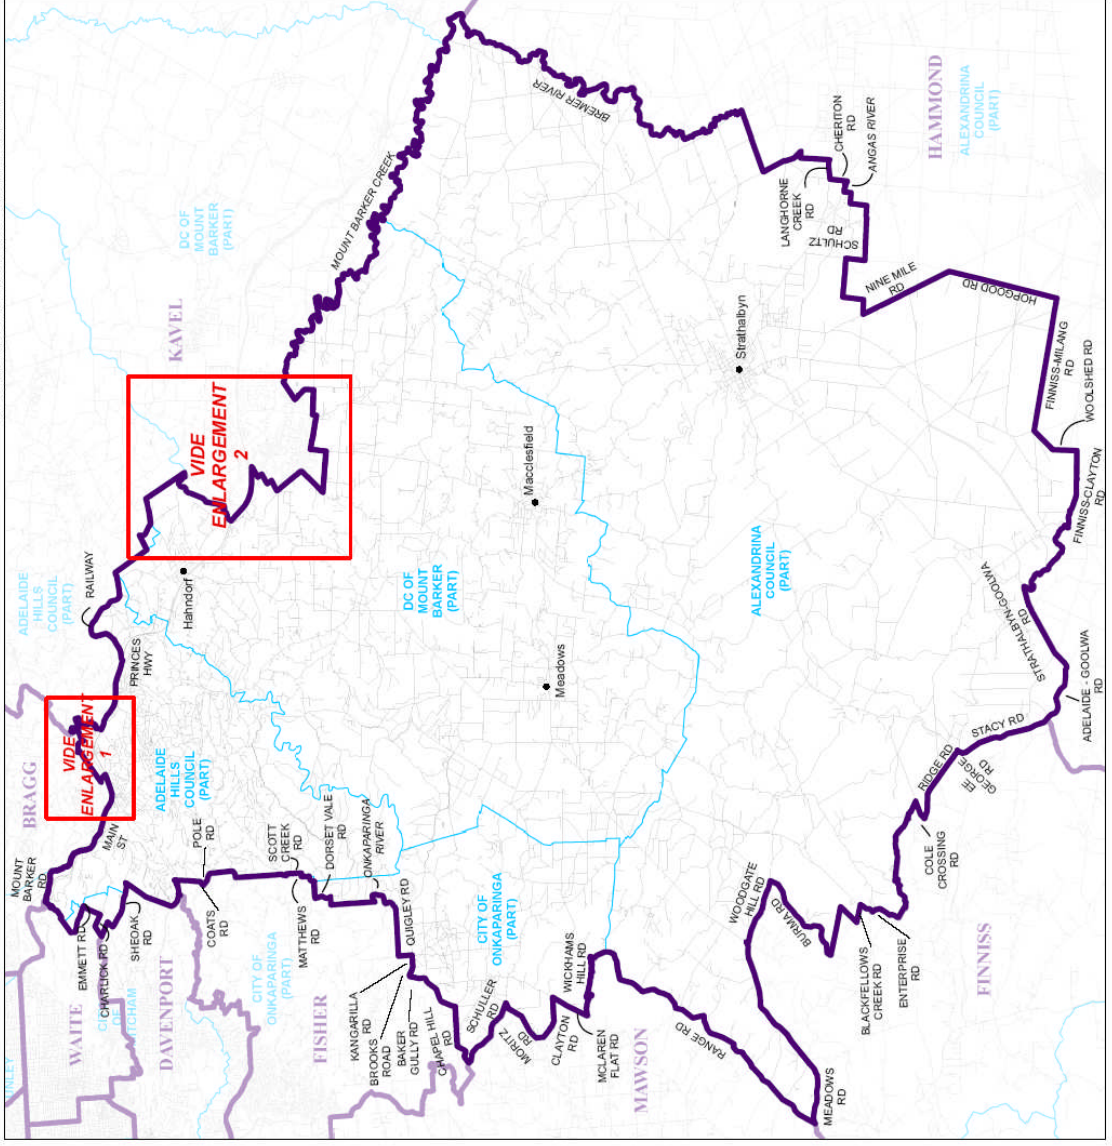 BREMER RIVER
HAMMOND
ALEXANDRINA
COUNCIL
(PART)
CHERITON
RD
ANGAS RIVER
LANGHORNE
CREEK
RD
SCHULTZ
RD
MOUNT BARKER CREEK
DC OF
MOUNT
BARKER
(PART)
KAVEL
NINE MILE
RD
HOPGOOD RD
FINNISS-MILANG
RD
WOOLSHED RD
Strathalbyn
VIDE
ENLARGEMENT
2
Macclesfield
FINNISS-CLAYTON
RD
RAILWAY
ADELAIDE
HILLS
COUNCIL
(PART)
Hahndorf
DC OF
MOUNT
BARKER
(PART)
ALEXANDRINA
COUNCIL
(PART)
STRATHALBYN-GOOLWA
RD
PRINCES
HWY
Meadows
ADELAIDE - GOOLWA
RD
VIDE
ENLARGEMENT
1
STACY RD
BRAGG
ADELAIDE
HILLS
COUNCIL
(PART)
RIDGE RD
GEORGE
EE
RD
MAIN
ST
POLE
RD
SCOTT
CREEK
RD
DORSET VALE
RD
ONKAPARINGA
RIVER
COLE
CROSSING
RD
MOUNT
BARKER
RD
WOODGATE
HILL RD
EMMETT RD
CHARLICK RD
SHEOAK
RD
COATS
RD
MATTHEWS
RD
QUIGLEY RD
CITY OF
ONKAPARINGA
(PART)
BURMA RD
WICKHAMS
HILL RD
BLACKFELLOWS
CREEK RD
ENTERPRISE
RD
FINNISS
WAITE
DAVENPORT
CITY OF
ONKAPARINGA
(PART)
FISHER
KANGARILLA
RD
BROOKS
ROAD
BAKER
GULLY RD
CHAPEL HILL
RD
SCHULLER
RD
MORITZ
RD
CLAYTON
RD
MCLAREN
FLAT RD
MAWSON
RANGE RD
MEADOWS
RD